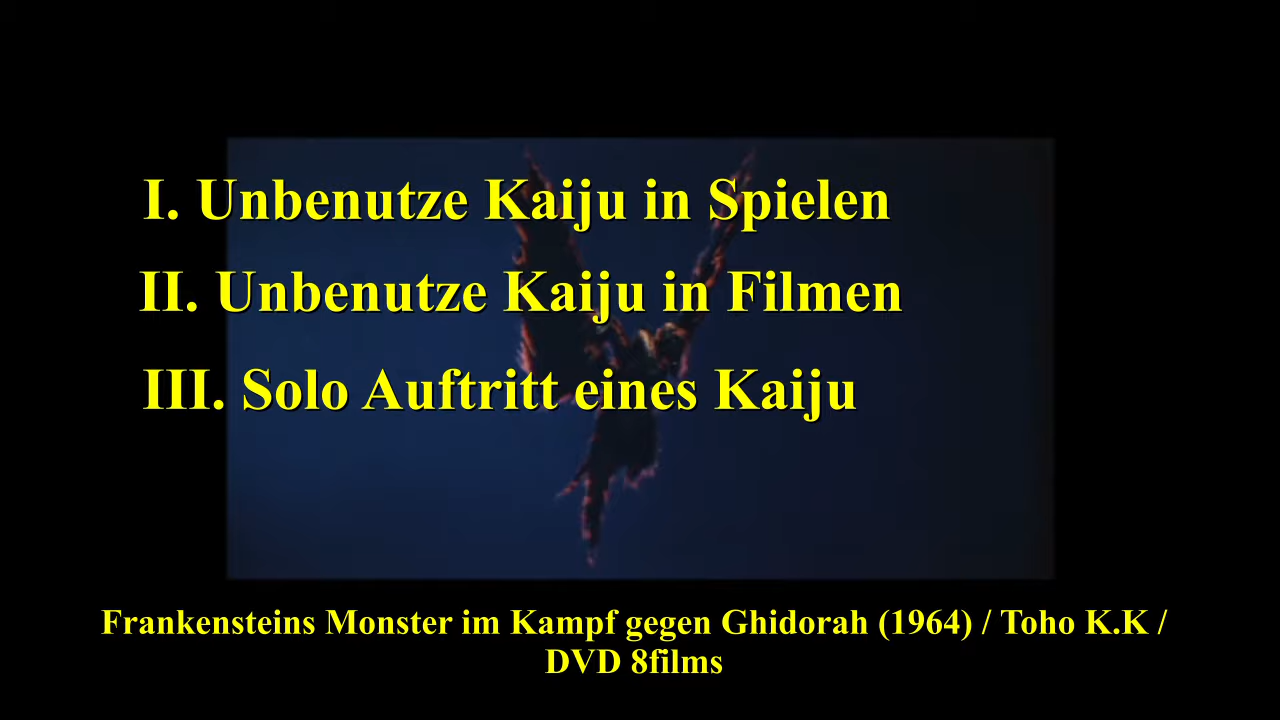 I. Unbenutze Kaiju in Spielen
II. Unbenutze Kaiju in Filmen
III. Solo Auftritt eines Kaiju
Frankensteins Monster im Kampf gegen Ghidorah (1964) / Toho K.K /
DVD 8films